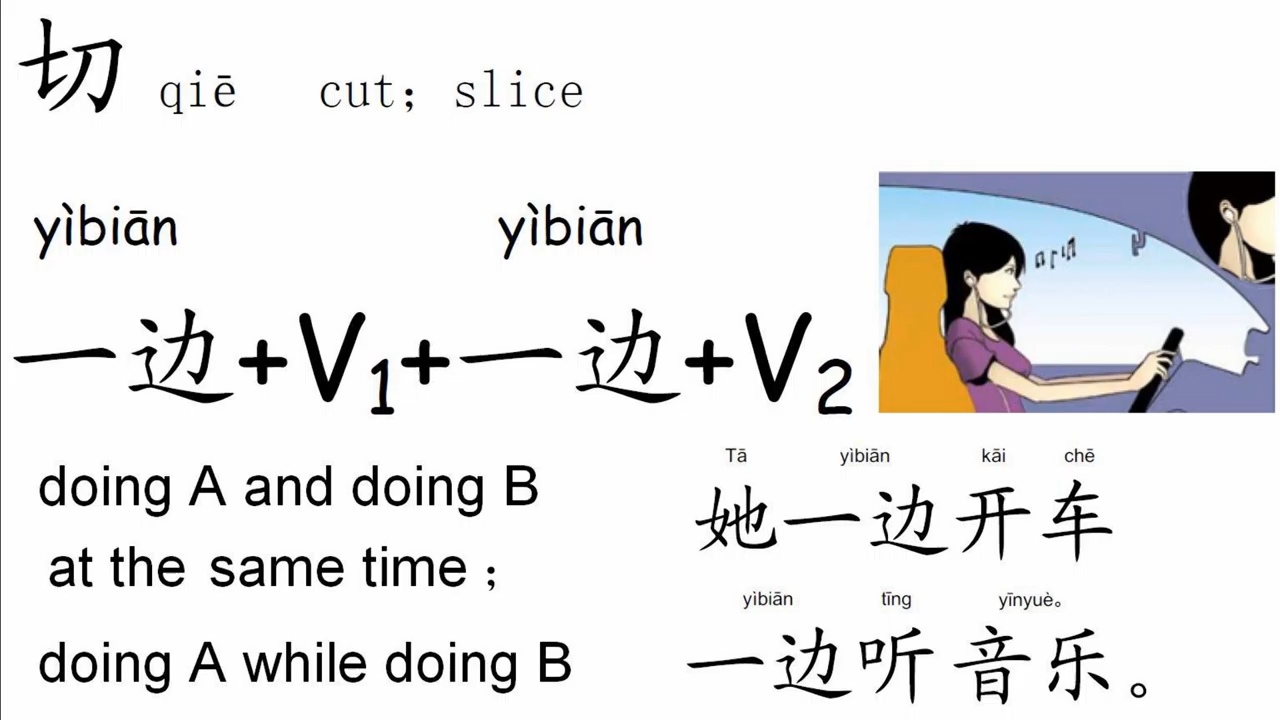 切 qiē cut；slice
yìbiān yìbiān
一边+V₁+一边+V₂
doing A and doing B
at the same time；
doing A while doing B
Tā yìbiān kāi chē
她一边开车
yìbiān tīng yīnyuè。
一边听音乐。